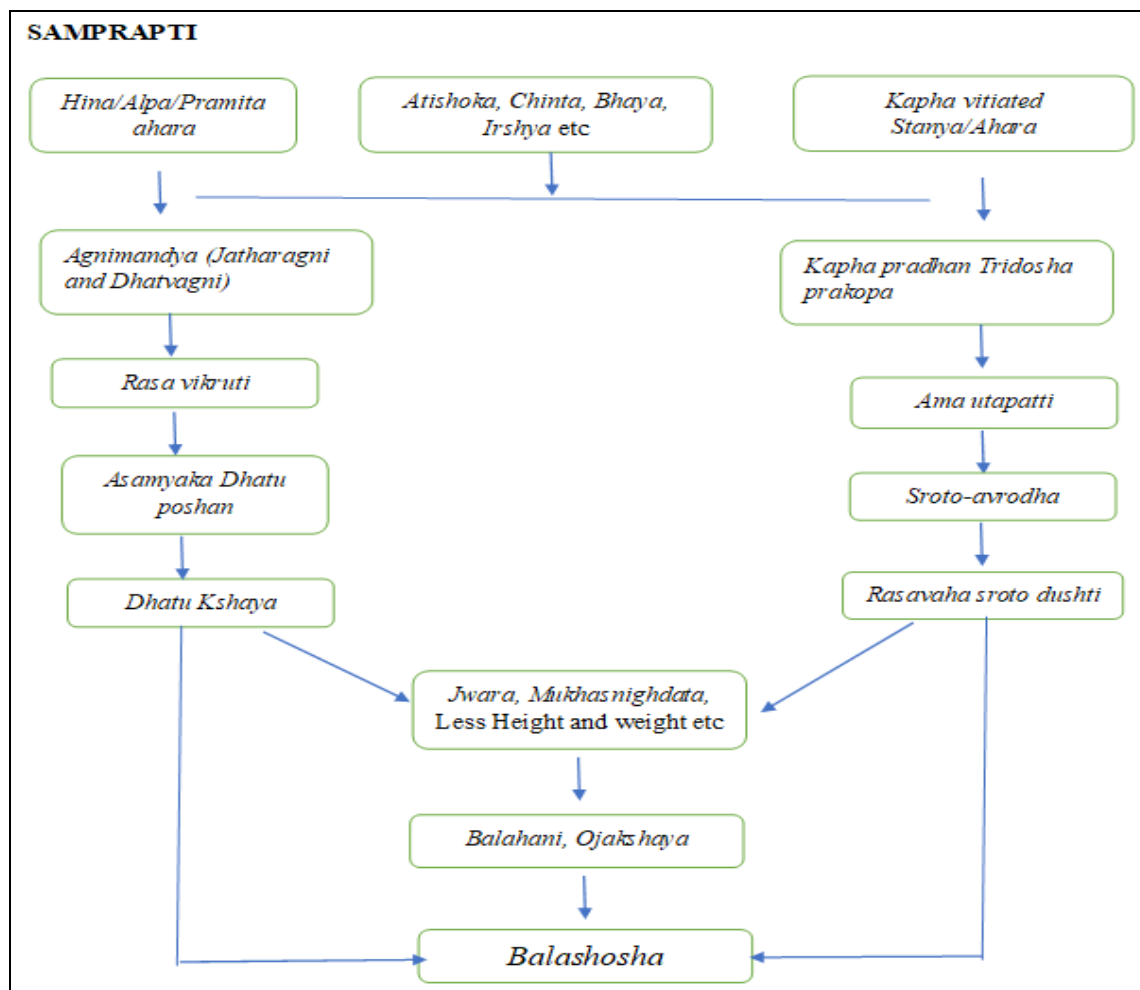 SAMPRAPTI
Hina/Alpa/Pramita
ahara
Atishoka, Chinta, Bhaya,
Irshya etc
Kapha vitiated
Stanya/Ahara
Agnimandya (Jatharagni
and Dhatvagni)
Kapha pradhan Tridosha
prakopa
Rasa vikruti
Ama utapatti
Asamyaka Dhatu
poshan
Sroto-avrodha
Dhatu Kshaya
Rasavaha sroto dushti
Jwara, Mukhasnighdata,
Less Height and weight etc
Balahani, Ojakshaya
Balashosha